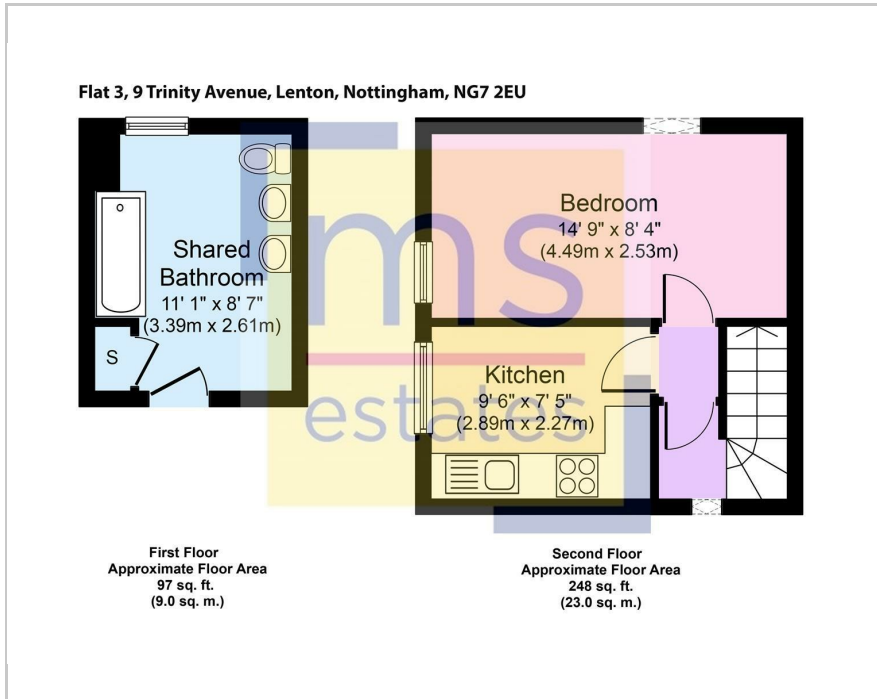 Flat 3, 9 Trinity Avenue, Lenton, Nottingham, NG7 2EU
Shared
Bathroom
11' 1" x 8' 7"
(3.39m x 2.61m)
S
Bedroom
14' 9" x 8' 4"
(4.49m x 2.53m)
Kitchen
9' 6" x 7' 5"
(2.89m x 2.27m)
ms
estates
First Floor
Approximate Floor Area
97 sq. ft.
(9.0 sq. m.)
Second Floor
Approximate Floor Area
248 sq. ft.
(23.0 sq. m.)